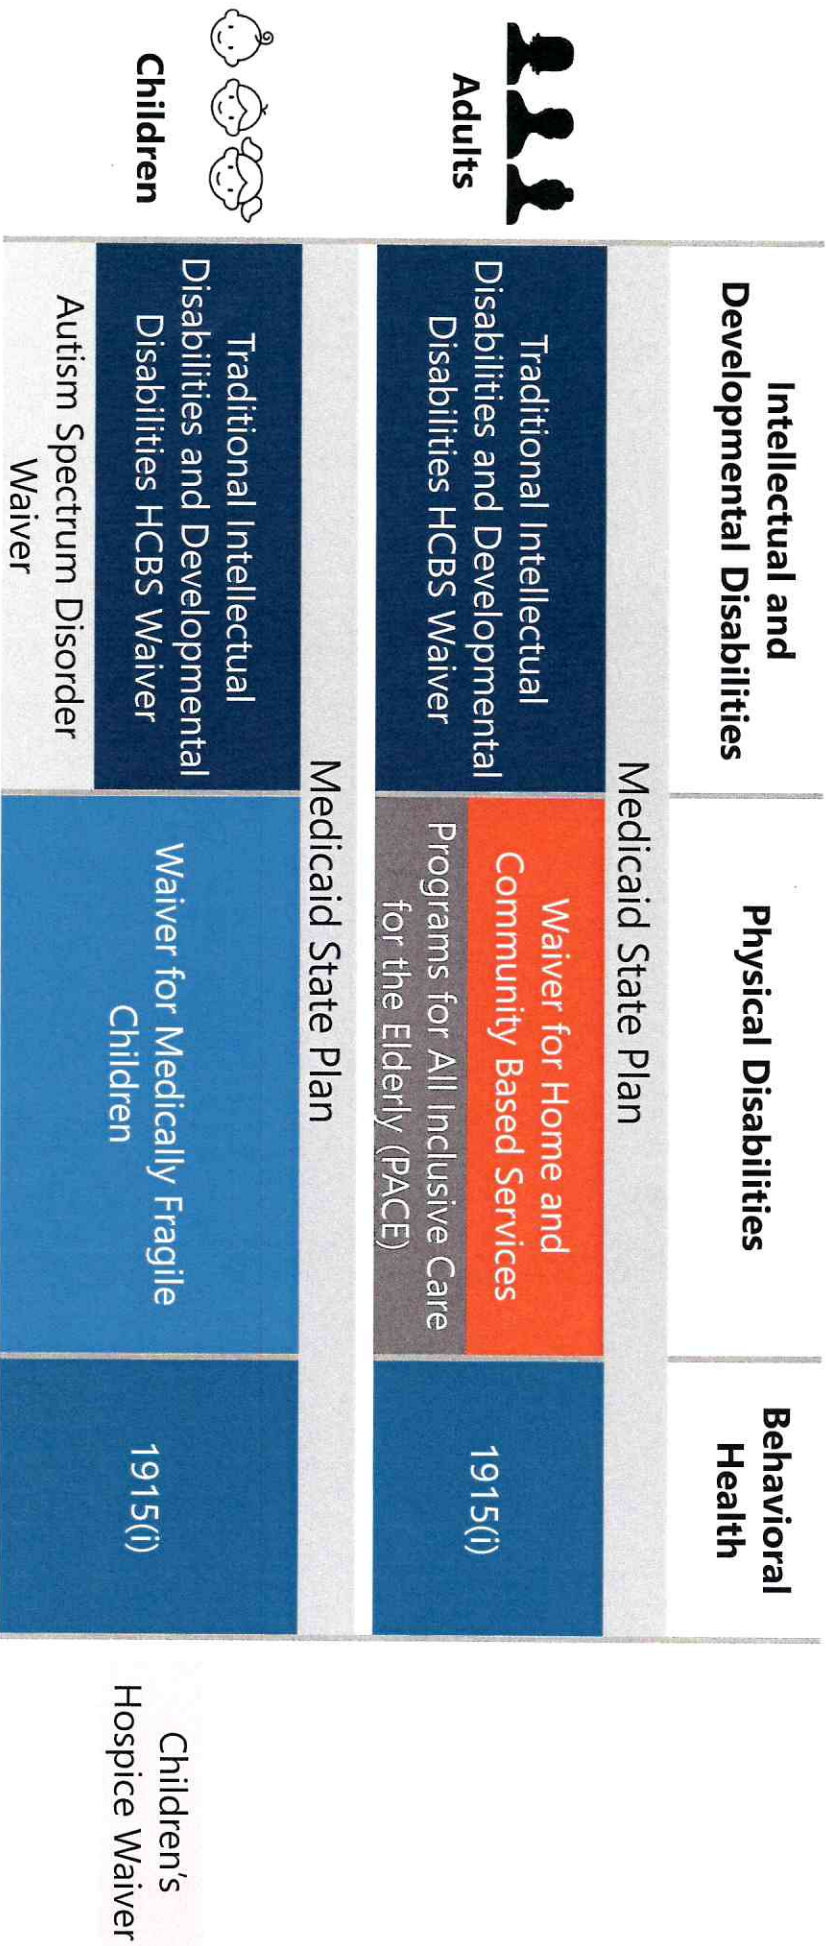 Intellectual and
Developmental Disabilities
Physical Disabilities
Behavioral
Health
Adults
Medicaid State Plan
Traditional Intellectual
Disabilities and Developmental
Disabilities HCBS Waiver
Waiver for Home and
Community Based Services
Programs for All Inclusive Care
for the Elderly (PACE)
1915(i)
Children
Medicaid State Plan
Traditional Intellectual
Disabilities and Developmental
Disabilities HCBS Waiver
Autism Spectrum Disorder
Waiver
Waiver for Medically Fragile
Children
1915(i)
Children's
Hospice Waiver